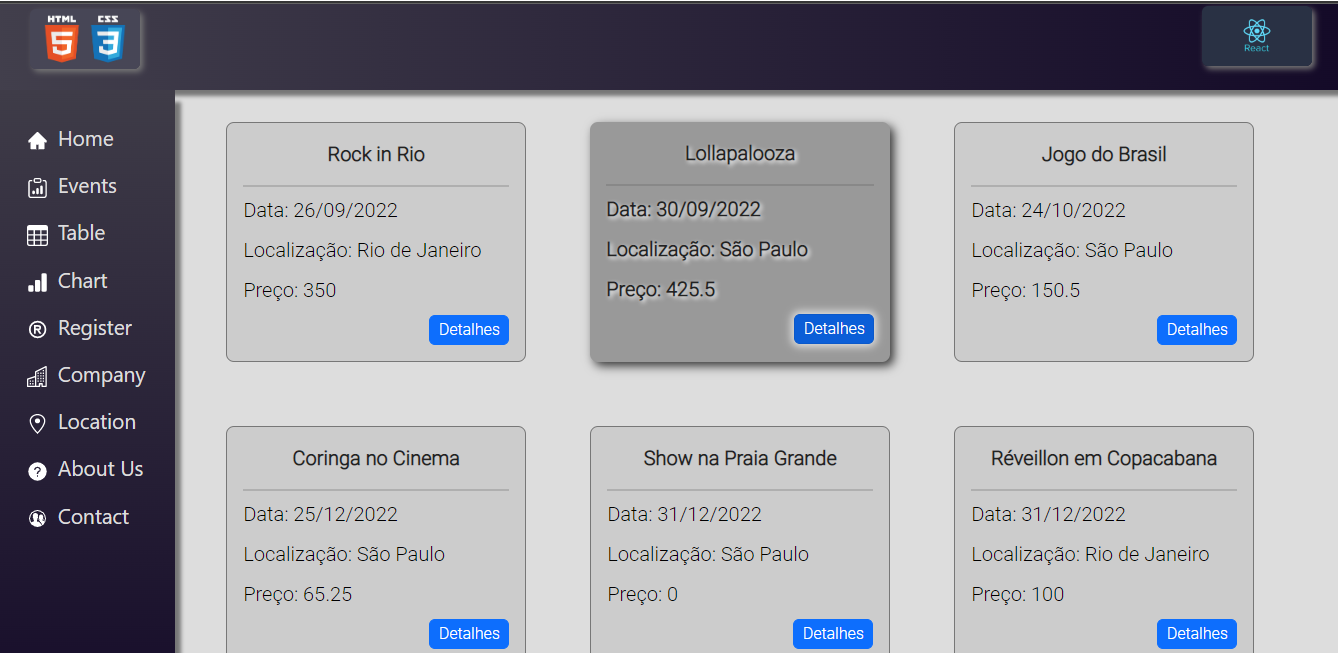 HTML CSS
5 3
React
Home
Events
Table
Chart
Register
Company
Location
About Us
Contact
Rock in Rio
Data: 26/09/2022
Localização: Rio de Janeiro
Preço: 350
Detalhes
Lollapalooza
Data: 30/09/2022
Localização: São Paulo
Preço: 425.5
Detalhes
Jogo do Brasil
Data: 24/10/2022
Localização: São Paulo
Preço: 150.5
Detalhes
Coringa no Cinema
Data: 25/12/2022
Localização: São Paulo
Preço: 65.25
Detalhes
Show na Praia Grande
Data: 31/12/2022
Localização: São Paulo
Preço: 0
Detalhes
Réveillon em Copacabana
Data: 31/12/2022
Localização: Rio de Janeiro
Preço: 100
Detalhes